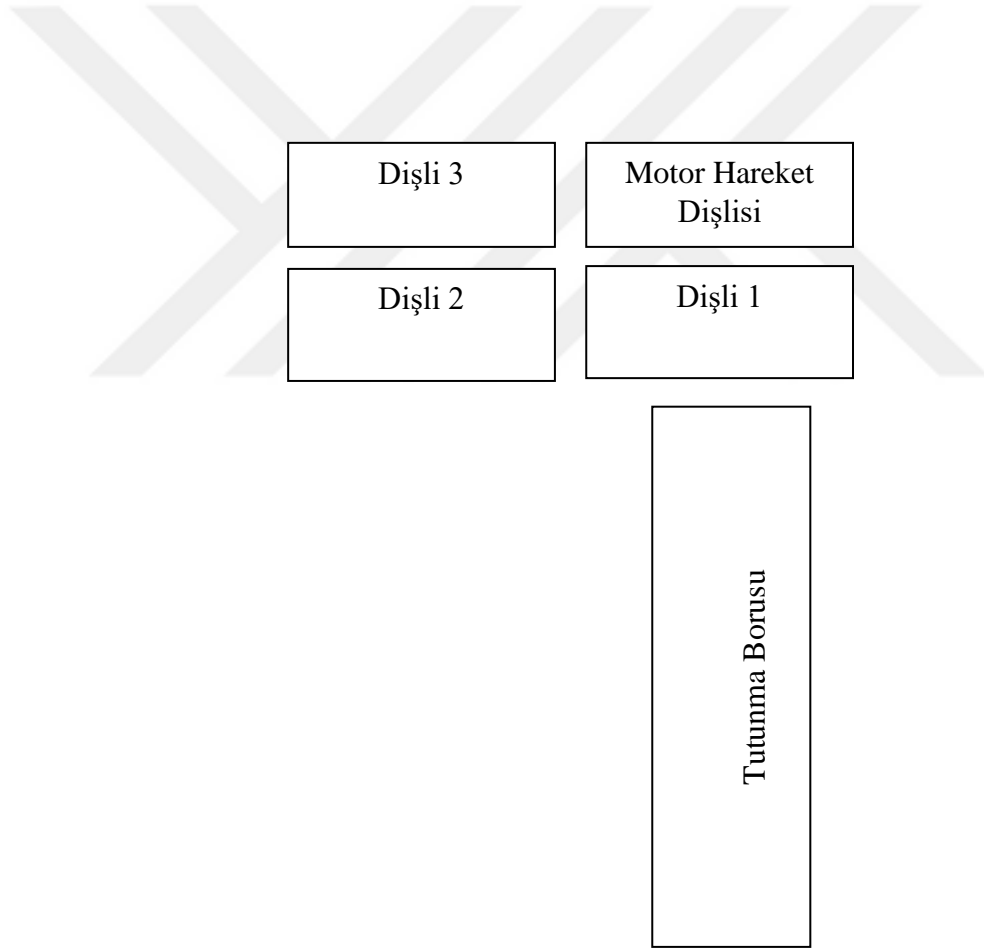 Dişli 3
Motor Hareket
Dişlisi
Dişli 2
Dişli 1
Tutunma Borusu